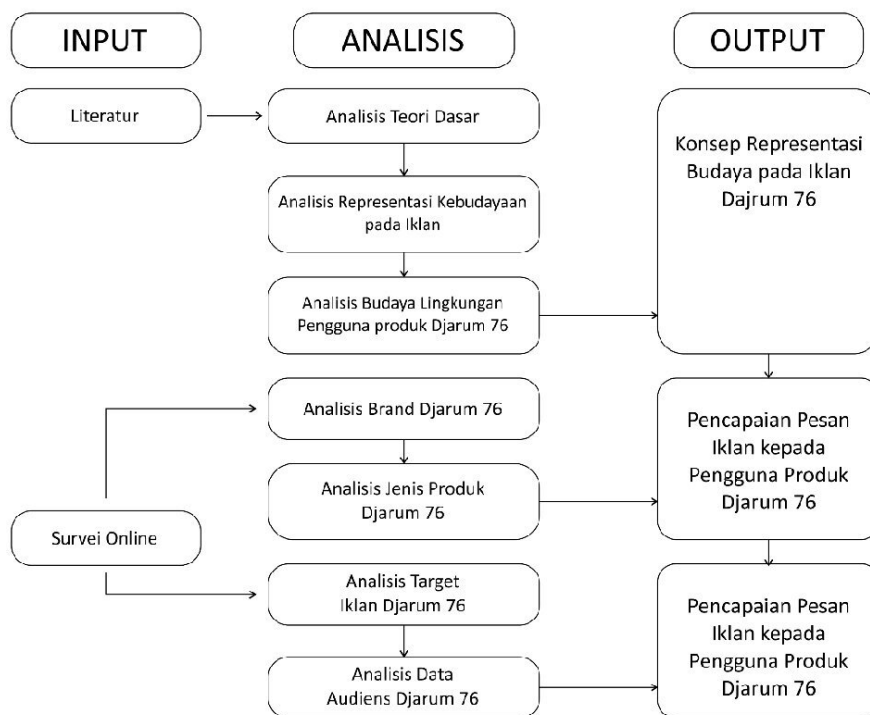 INPUT
ANALISIS
OUTPUT
Literatur
Analisis Teori Dasar
Analisis Representasi Kebudayaan
pada Iklan
Analisis Budaya Lingkungan
Pengguna produk Djarum 76
Konsep Representasi
Budaya pada Iklan
Dajrum 76
Survei Online
Analisis Brand Djarum 76
Analisis Jenis Produk
Djarum 76
Pencapaian Pesan
Iklan kepada
Pengguna Produk
Djarum 76
Analisis Target
Iklan Djarum 76
Analisis Data
Audiens Djarum 76
Pencapaian Pesan
Iklan kepada
Pengguna Produk
Djarum 76